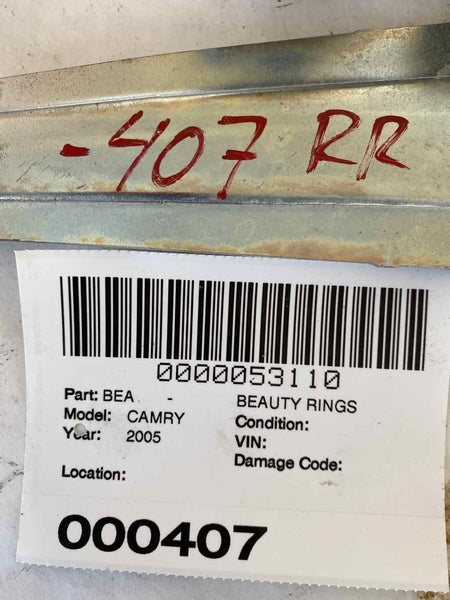 -407 RR
0000053110
Part: BEA - BEAUTY RINGS
Model: CAMRY Condition:
Year: 2005 VIN:
Damage Code:
Location:
000407